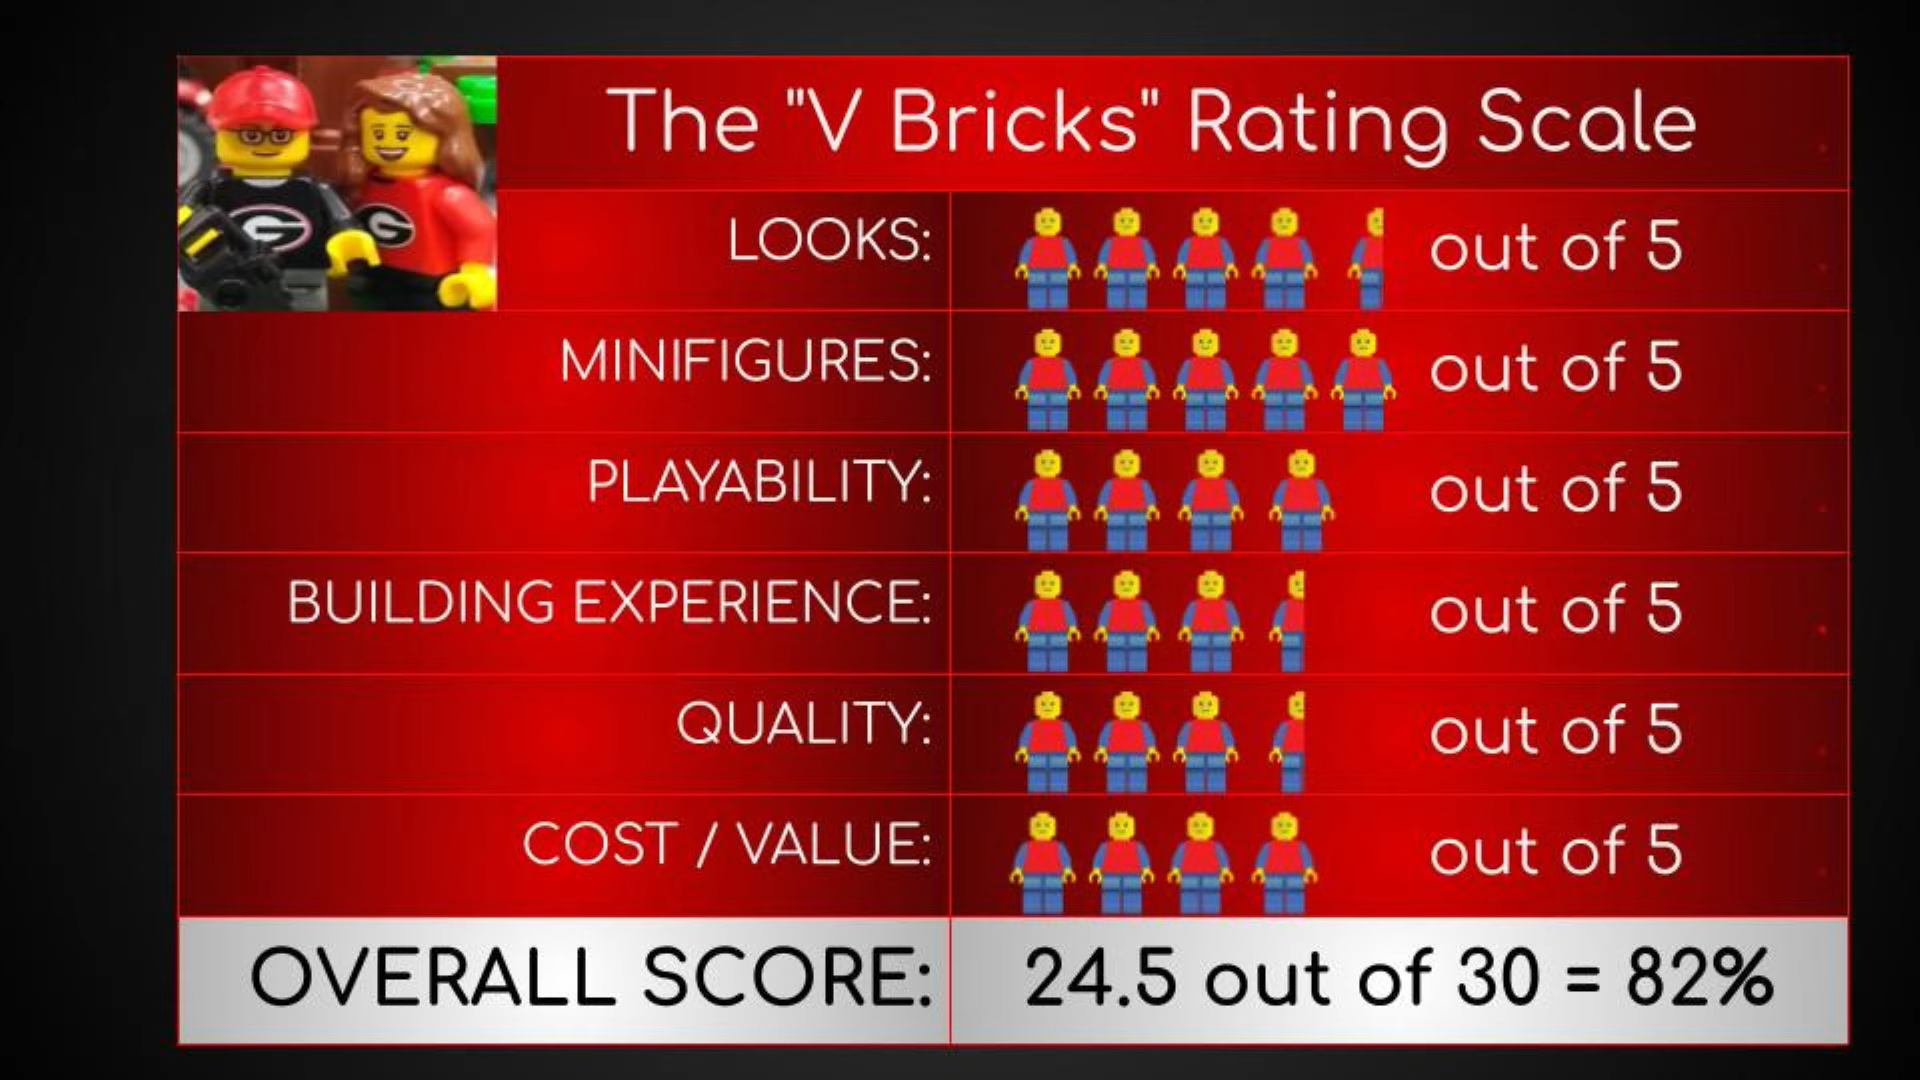 The "V Bricks" Rating Scale
LOOKS: out of 5
MINIFIGURES: out of 5
PLAYABILITY: out of 5
BUILDING EXPERIENCE: out of 5
QUALITY: out of 5
COST / VALUE: out of 5
OVERALL SCORE: 24.5 out of 30 = 82%
G
G